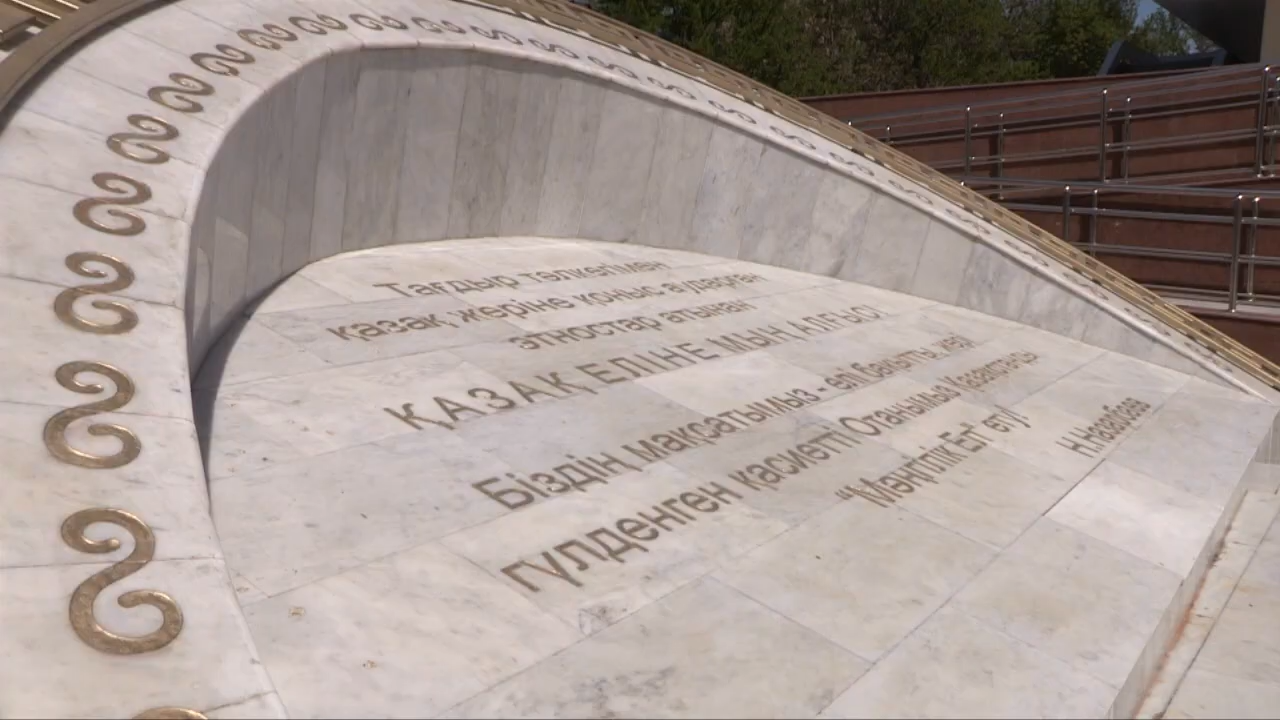 Тағдыр тәлкегімен
қазақ жеріне қоныс аударған
этностар атынан
ҚАЗАҚ ЕЛІНЕ МЫҢ АЛҒЫС!
Біздің мақсатымыз - елі бақытты, жері
гүлденген қасиетті Отанымыз Қазақстанды
“Мәңгілік Ел” ету!
Н.Назарбаев